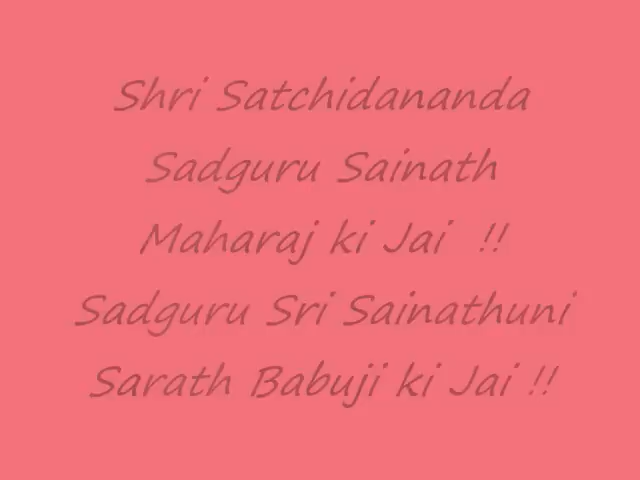 Shri Satchidananda
Sadguru Sainath
Maharaj ki Jai  !!
Sadguru Sri Sainathuni
Sarath Babuji ki Jai !!